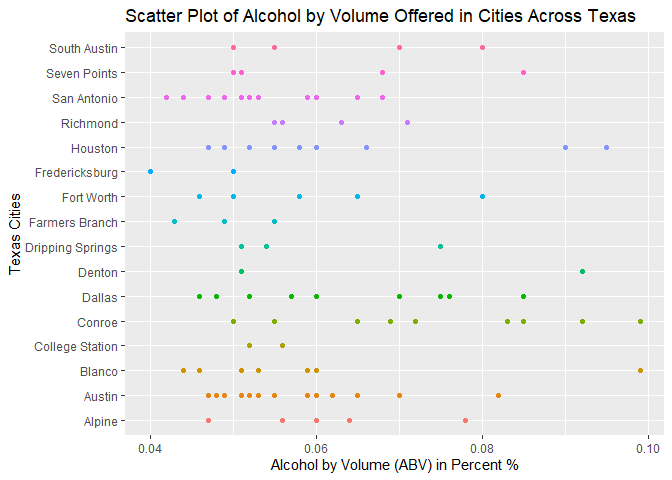 Scatter Plot of Alcohol by Volume Offered in Cities Across Texas
South Austin
Seven Points
San Antonio
Richmond
Houston
Fredericksburg
Fort Worth
Farmers Branch
Dripping Springs
Denton
Dallas
Conroe
College Station
Blanco
Austin
Alpine
Texas Cities
0.04 0.06 0.08 0.10
Alcohol by Volume (ABV) in Percent %